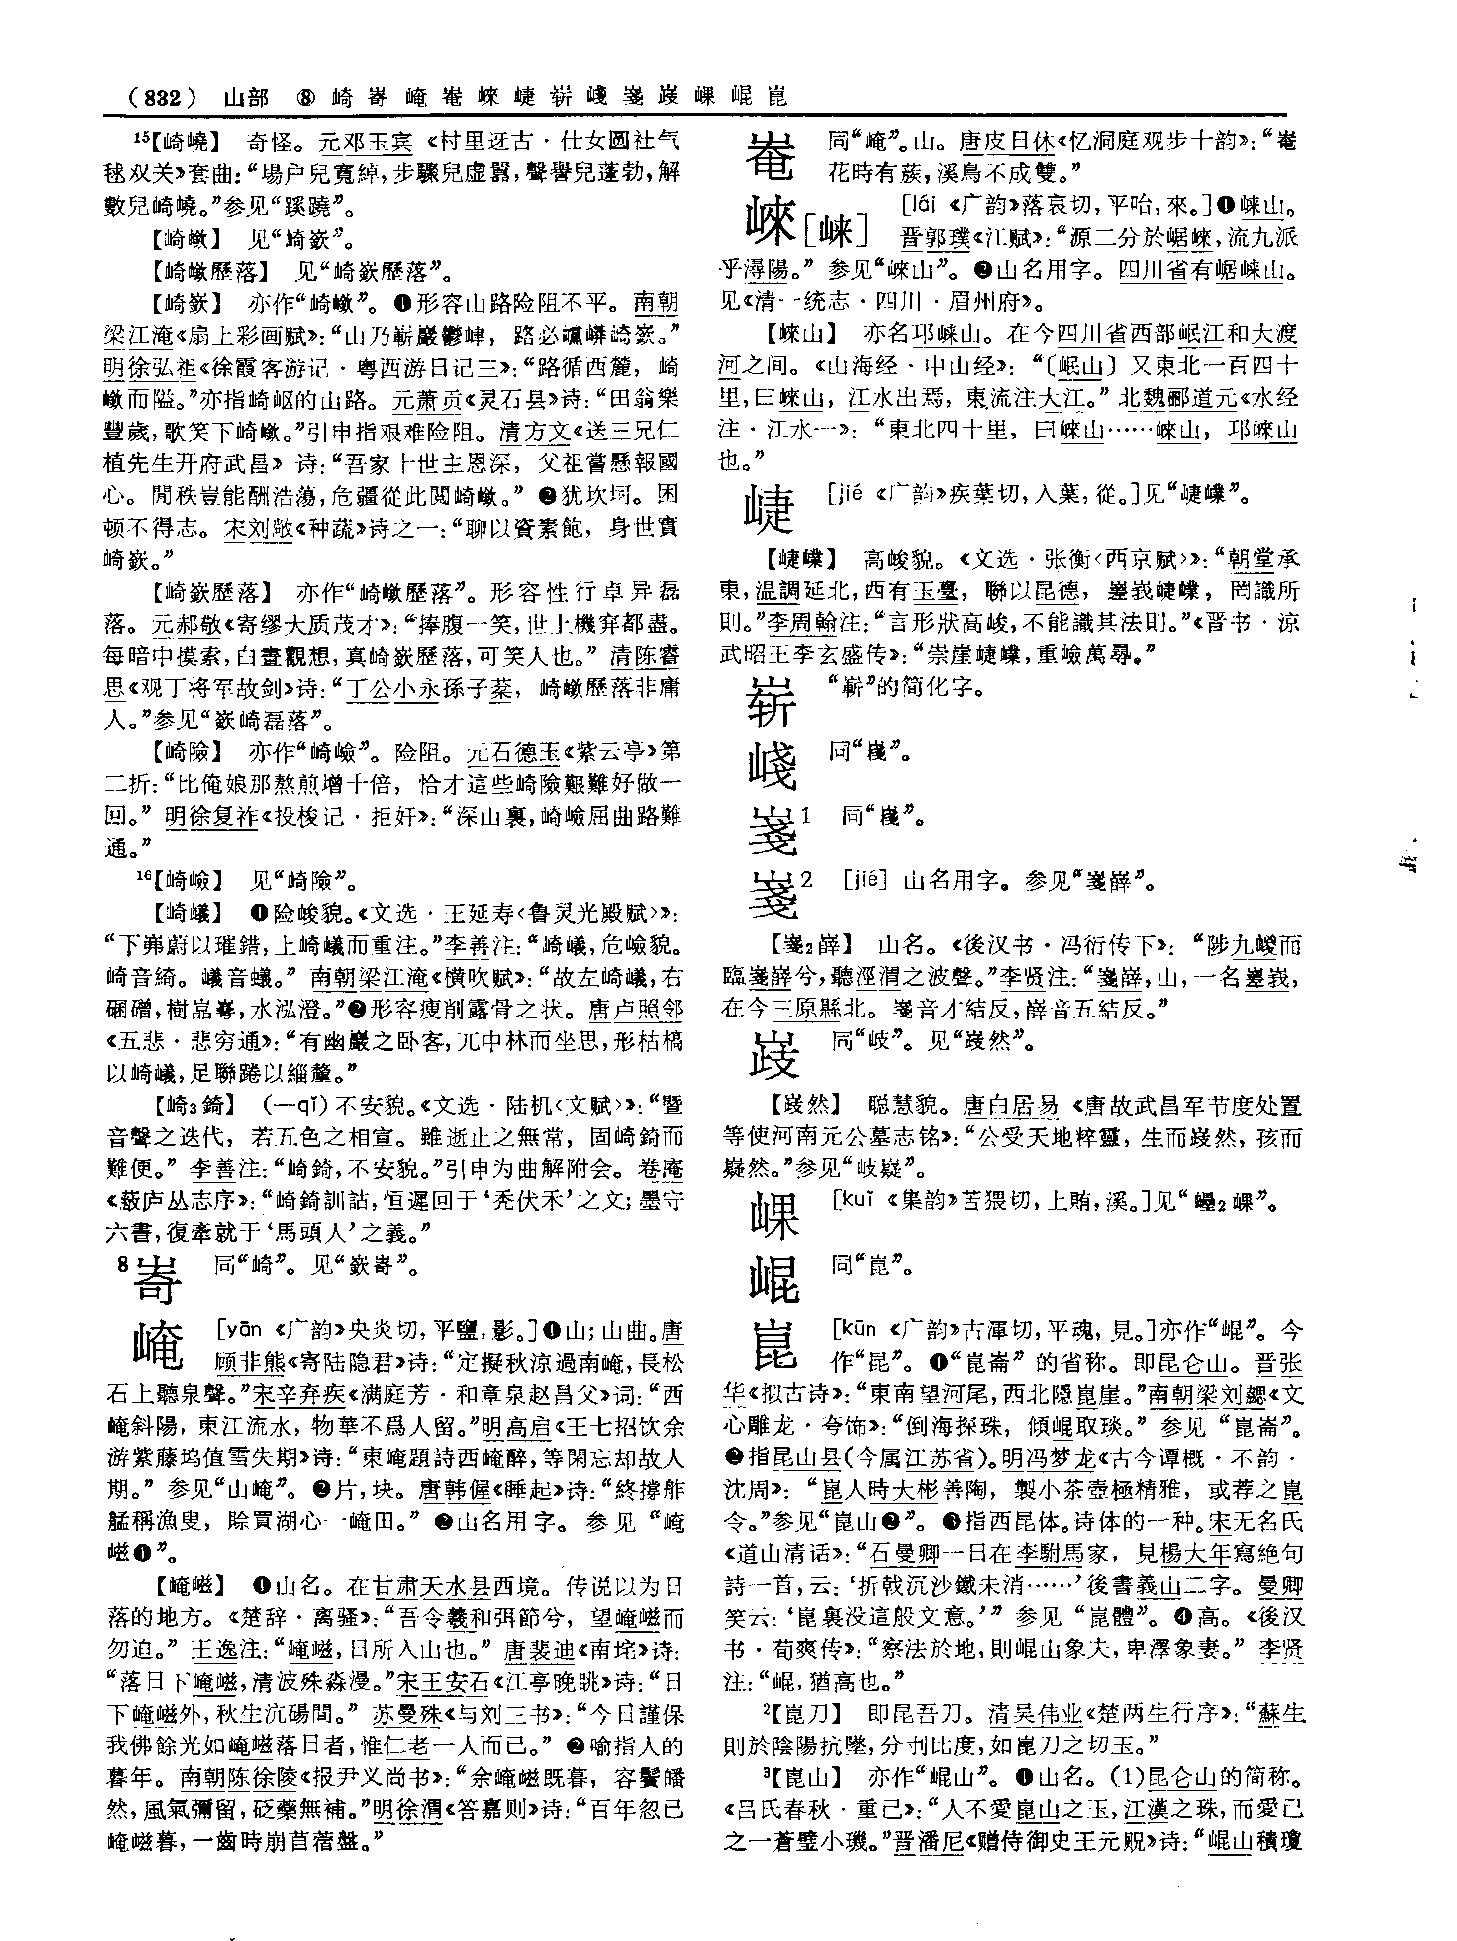 (832) 山部 ⑧ 崎 嵜 崦 崦 崍 崨 崭 㟞 嶘 嶘 㟚 崐 崑
15【崎嶢】 奇怪。元邓玉宾《村里迓古·仕女圆社气
毬双关》套曲:“場户兒寬綽,步驟兒虚囂,聲譽兒蓬勃,解
數兒崎嶢。”参见“蹊蹺”。
【崎嶔】 见“崎嶔”。
【崎嶔歷落】 见“崎嶔歷落”。
【崎嶔】 亦作“崎嶔”。❶形容山路险阻不平。南朝
梁江淹《扇上彩画赋》:“山乃嶄巖鬱峍,路必崎嶔。”
明徐弘祖《徐霞客游记·粤西游日记三》:“路循西麓,崎
嶔而隘。”亦指崎岖的山路。元萧贡《灵石县》诗:“田翁樂
豐歲,歌笑下崎嶔。”引申指艰难险阻。清方文《送三兄仁
植先生开府武昌》诗:“吾家十世主恩深,父祖嘗懸報國
心。閒秩豈能酬浩蕩,危疆從此閲崎嶔。”❷犹坎坷。困
顿不得志。宋刘敞《种蔬》诗之一:“聊以資素飽,身世實
崎嶔。”
【崎嶔歷落】 亦作“崎嶔歷落”。形容性行卓异磊
落。元郝敬《寄缪大质茂才》:“捧腹一笑,世上機穽都盡。
每暗中摸索,白晝觀想,真崎嶔歷落,可笑人也。”清陈睿
思《观丁将军故剑》诗:“丁公小永孫子棻,崎嶔歷落非庸
人。”参见“嶔崎磊落”。
【崎險】 亦作“崎嶮”。险阻。元石德玉《紫云亭》第
二折:“比俺娘那熬煎增十倍,恰才這些崎險艱難好做一
回。”明徐复祚《投梭记·拒奸》:“深山裏,崎嶮屈曲路難
通。”
16【崎嶮】 见“崎險”。
【崎嶬】 ❶险峻貌。《文选·王延寿〈鲁灵光殿赋〉》:
“下岪蔚以璀錯,上崎嶬而重注。”李善注:“崎嶬,危嶮貌。
崎音綺。嶬音蟻。”南朝梁江淹《横吹赋》:“故左崎嶬,右
硱磳,樹岌㟧,水泓澄。”❷形容瘦削露骨之状。唐卢照邻
《五悲·悲穷通》:“有幽巖之卧客,兀中林而坐思,形枯槁
以崎嶬,足聯踡以緇釐。”
【崎₃錡】 (—qǐ)不安貌。《文选·陆机〈文赋〉》:“暨
音聲之迭代,若五色之相宣。雖逝止之無常,固崎錡而
難便。”李善注:“崎錡,不安貌。”引申为曲解附会。卷庵
《蔽庐丛志序》:“崎錡訓詁,恒遲回于‘秃伏禾’之文;墨守
六書,復牽就于‘馬頭人’之義。”
8嵜 同“崎”。见“嶔嵜”。
崦 [yān 《广韵》央炎切,平鹽,影。]❶山;山曲。唐
顾非熊《寄陆隐君》诗:“定擬秋涼過南崦,長松
石上聽泉聲。”宋辛弃疾《满庭芳·和章泉赵昌父》词:“西
崦斜陽,東江流水,物華不爲人留。”明高启《王七招饮余
游紫藤坞值雪失期》诗:“東崦題詩西崦醉,等閑忘却故人
期。”参见“山崦”。❷片,块。唐韩偓《睡起》诗:“終撐舴
艋稱漁叟,賒買湖心一崦田。”❷山名用字。参见“崦
嵫❶”。
【崦嵫】 ❶山名。在甘肃天水县西境。传说以为日
落的地方。《楚辞·离骚》:“吾令羲和弭節兮,望崦嵫而
勿迫。”王逸注:“崦嵫,日所入山也。”唐裴迪《南垞》诗:
“落日下崦嵫,清波殊淼漫。”宋王安石《江亭晚眺》诗:“日
下崦嵫外,秋生沆碭間。”苏曼殊《与刘三书》:“今日謹保
我佛餘光如崦嵫落日者,惟仁老一人而已。”❷喻指人的
暮年。南朝陈徐陵《报尹义尚书》:“余崦嵫既暮,容鬢皤
然,風氣彌留,砭藥無補。”明徐渭《答嘉则》诗:“百年忽已
崦嵫暮,一齒時崩苜蓿盤。”
同“崦”。山。唐皮日休《忆洞庭观步十韵》:“
花時有蔟,溪鳥不成雙。”
崍[崃] [lái 《广韵》落哀切,平咍,來。]❶崃山。
晋郭璞《江赋》:“源二分於崌崍,流九派
乎潯陽。”参见“崃山”。❷山名用字。四川省有崌崃山。
见《清一统志·四川·眉州府》。
【崍山】 亦名邛崃山。在今四川省西部岷江和大渡
河之间。《山海经·中山经》:“〔岷山〕又東北一百四十
里,曰崍山,江水出焉,東流注大江。”北魏郦道元《水经
注·江水一》:“東北四十里,曰崍山……崍山,邛崍山
也。”
崨 [jié 《广韵》疾葉切,入葉,從。]见“崨嶫”。
【崨嶫】 高峻貌。《文选·张衡〈西京赋〉》:“朝堂承
東,温調延北,西有玉臺,聯以昆德,嵯峩崨嶫,罔識所
則。”李周翰注:“言形狀高峻,不能識其法則。”《晋书·凉
武昭王李玄盛传》:“崇崖崨嶫,重嶮萬尋。”
崭 “嶄”的简化字。
同“嶘”。
1 同“嶘”。
2 [jié] 山名用字。参见“嶭”。
【₂嶭】 山名。《後汉书·冯衍传下》:“陟九嵕而
臨嶭兮,聽涇渭之波聲。”李贤注:“嶭,山,一名嵯峩,
在今三原縣北。音才結反,嶭音五結反。”
同“岐”。见“然”。
【然】 聪慧貌。唐白居易《唐故武昌军节度处置
等使河南元公墓志铭》:“公受天地粹靈,生而然,孩而
嶷然。”参见“岐嶷”。
[kuǐ 《集韵》苦猥切,上賄,溪。]见“₂”。
崐 同“崑”。
崑 [kūn 《广韵》古渾切,平魂,見。]亦作“崐”。今
作“昆”。❶“崑崙”的省称。即昆仑山。晋张
华《拟古诗》:“東南望河尾,西北隱崑崖。”南朝梁刘勰《文
心雕龙·夸饰》:“倒海探珠,傾崐取琰。”参见“崑崙”。
❷指昆山县(今属江苏省)。明冯梦龙《古今谭概·不韵·
沈周》:“崑人時大彬善陶,製小茶壺極精雅,或荐之崑
令。”参见“崑山❷”。❸指西昆体。诗体的一种。宋无名氏
《道山清话》:“石曼卿一日在李駙馬家,見楊大年寫絶句
詩一首,云:‘折戟沉沙鐵未消……’後書義山二字。曼卿
笑云:‘崑裏没這般文意。’”参见“崑體”。❹高。《後汉
书·荀爽传》:“察法於地,則崐山象夫,卑澤象妻。”李贤
注:“崐,猶高也。”
2【崑刀】 即昆吾刀。清吴伟业《楚两生行序》:“蘇生
則於陰陽抗墜,分刌比度,如崑刀之切玉。”
3【崑山】 亦作“崐山”。❶山名。(1)昆仑山的简称。
《吕氏春秋·重己》:“人不愛崑山之玉,江漢之珠,而愛己
之一蒼璧小璣。”晋潘尼《赠侍御史王元贶》诗:“崐山積瓊